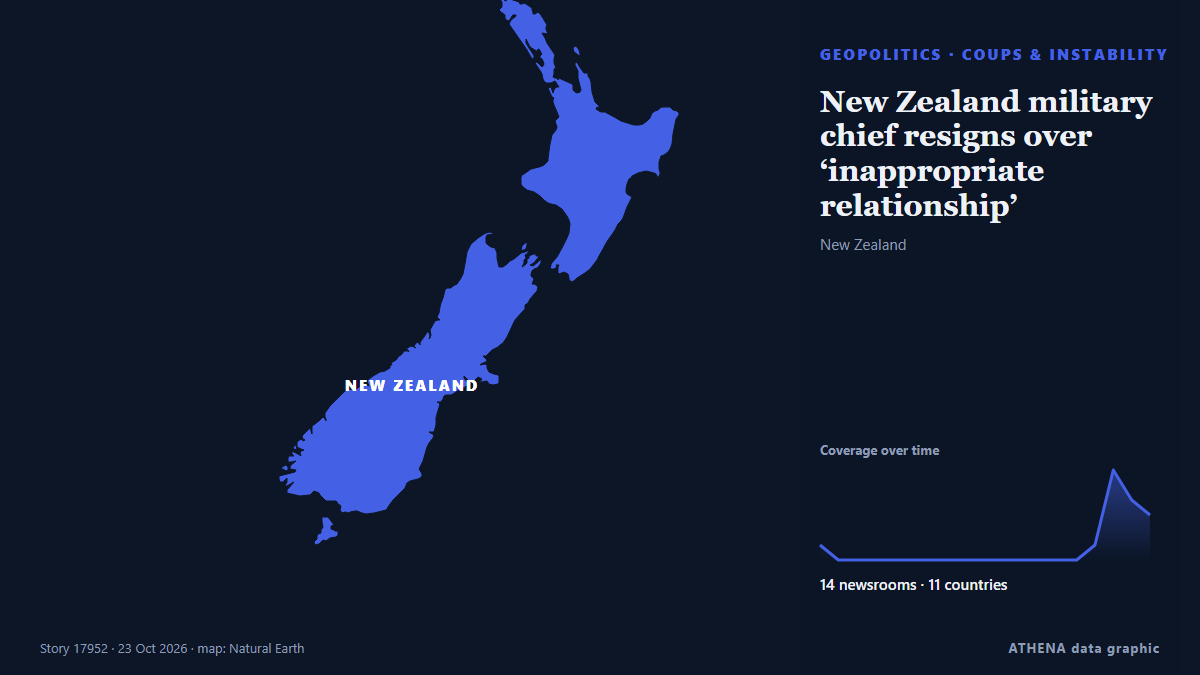 GEOPOLITICS · COUPS & INSTABILITY
New Zealand military
chief resigns over
‘inappropriate
relationship’
New Zealand
NEW ZEALAND
Coverage over time
14 newsrooms · 11 countries
Story 17952 · 23 Oct 2026 · map: Natural Earth
ATHENA data graphic